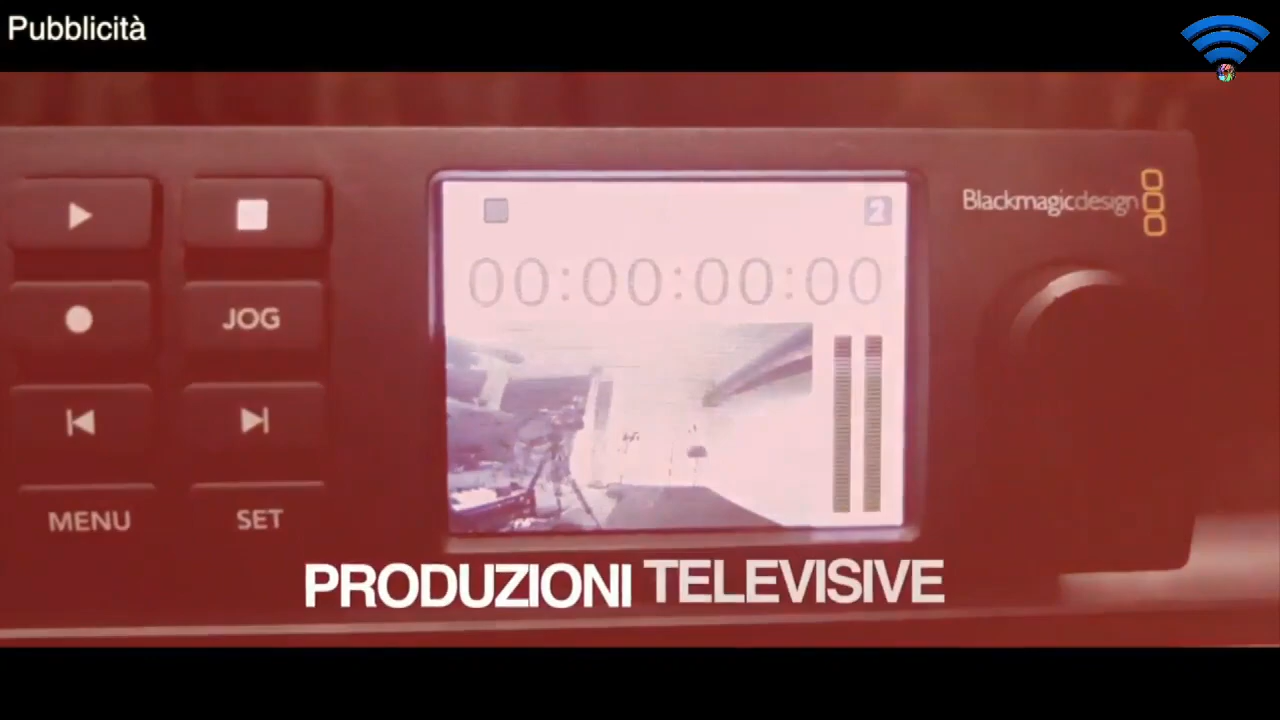 Pubblicità
Blackmagicdesign
2
00:00:00:00
JOG
MENU
SET
PRODUZIONI TELEVISIVE